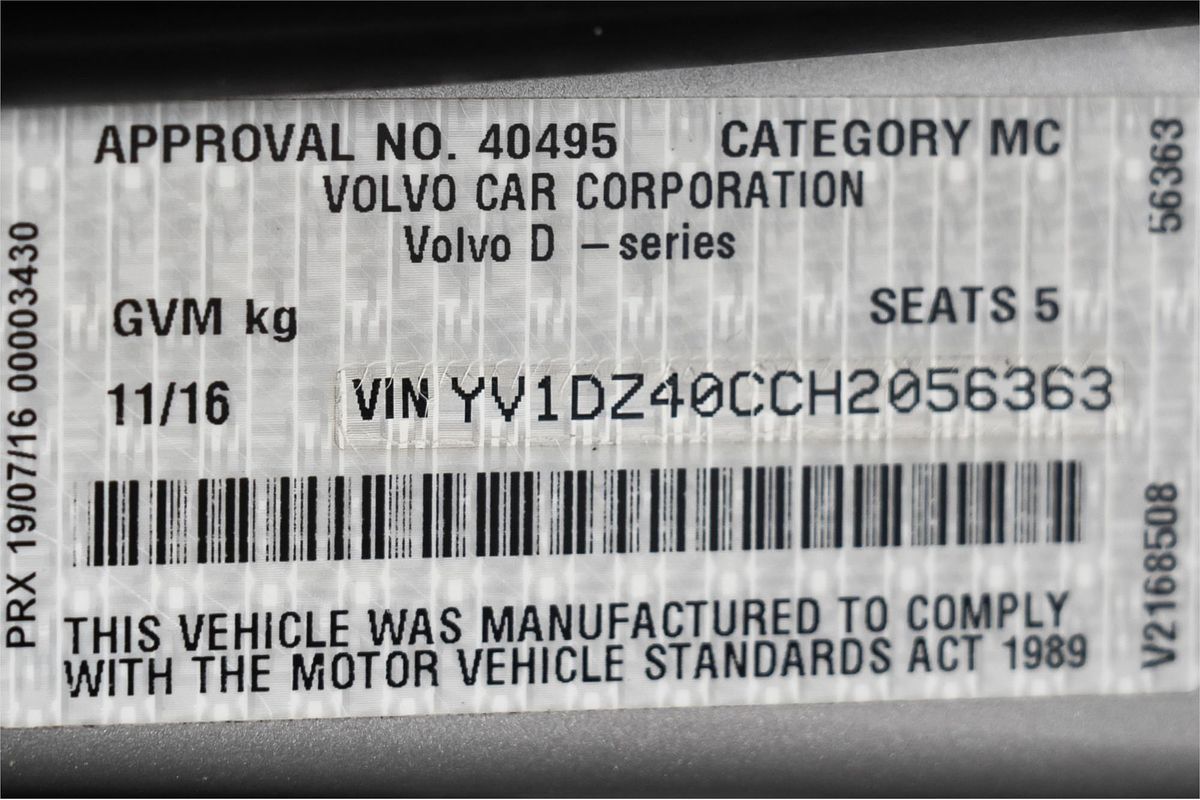 APPROVAL NO. 40495 CATEGORY MC
VOLVO CAR CORPORATION
Volvo D – series
GVM kg SEATS 5
11/16 VIN YV1DZ40CCH2056363
THIS VEHICLE WAS MANUFACTURED TO COMPLY
WITH THE MOTOR VEHICLE STANDARDS ACT 1989
PRX 19/07/16 00003430
56363
V2168508